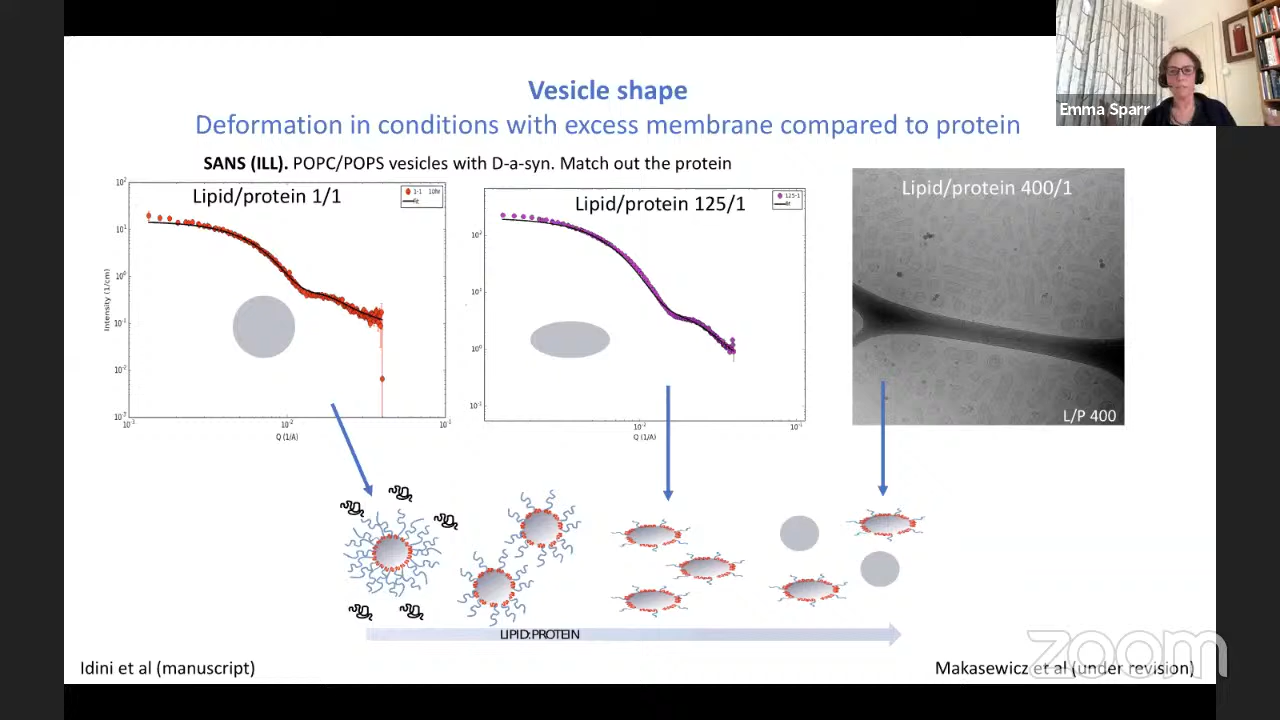 Emma Sparr
Vesicle shape
Deformation in conditions with excess membrane compared to protein
SANS (ILL). POPC/POPS vesicles with D-a-syn. Match out the protein
Lipid/protein 1/1
Lipid/protein 125/1
Lipid/protein 400/1
Intensity (1/cm)
Q (1/A)
Q (1/A)
125-1
L/P 400
LIPID:PROTEIN
Idini et al (manuscript)
Makasewicz et al (under revision)
zoom